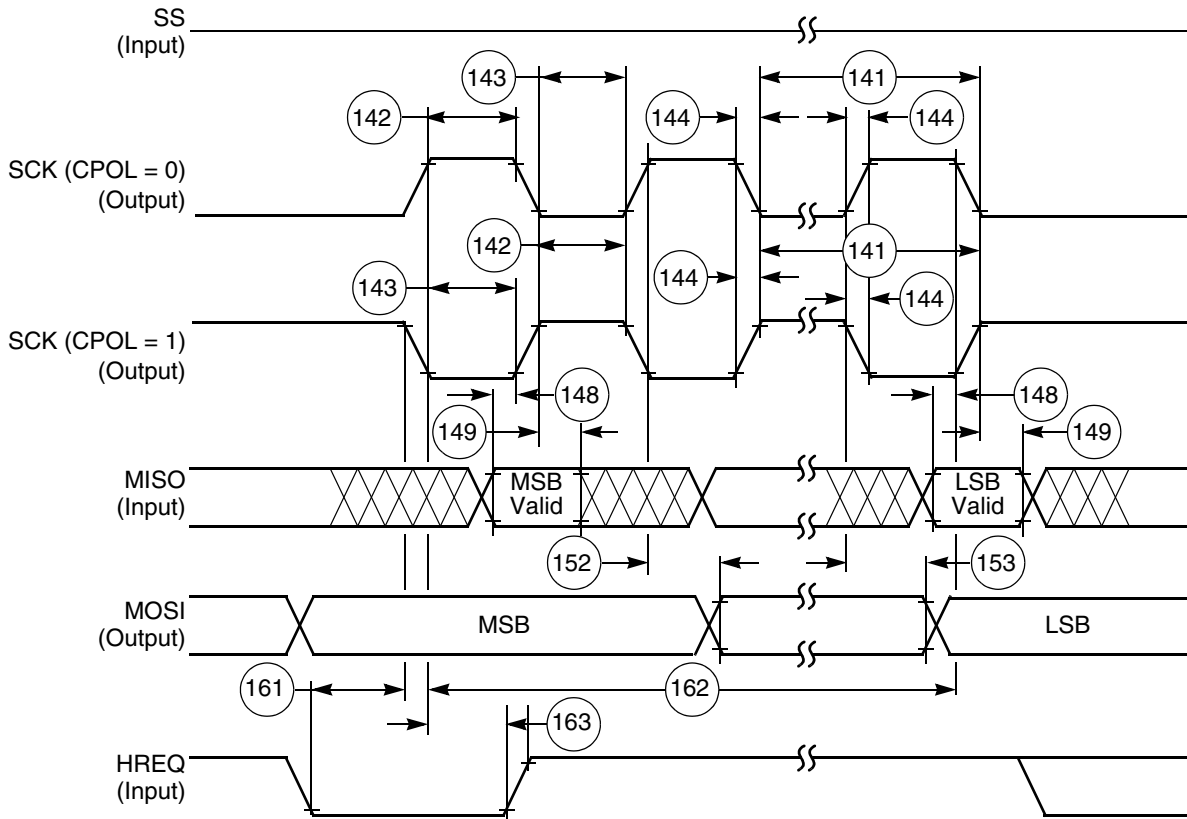 SS
(Input)
143
141
142
144
144
SCK (CPOL = 0)
(Output)
142
141
143
144
144
SCK (CPOL = 1)
(Output)
148
148
149
149
MISO
(Input)
MSB
Valid
LSB
Valid
152
153
MOSI
(Output)
MSB
LSB
161
162
163
HREQ
(Input)